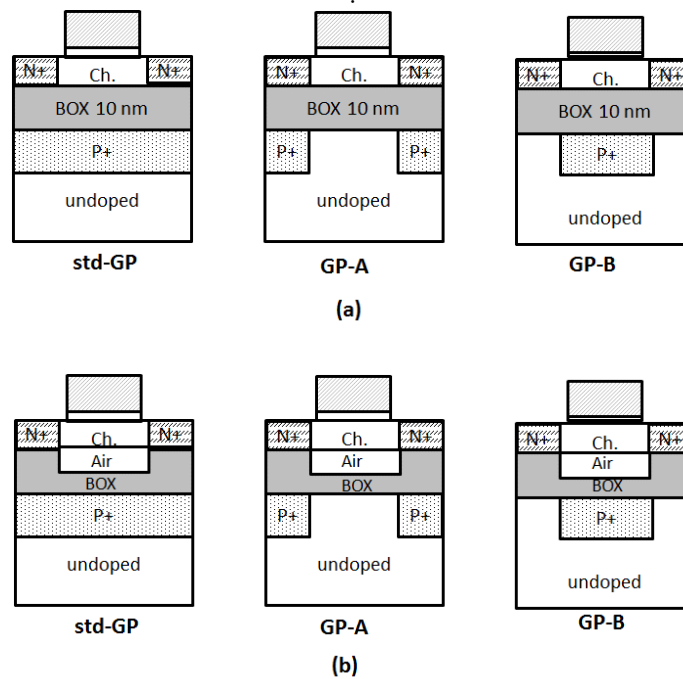 N+ Ch. N+
BOX 10 nm
P+
undoped
std-GP
N+ Ch. N+
BOX 10 nm
P+ P+
undoped
GP-A
N+ Ch. N+
BOX 10 nm
P+
undoped
GP-B
(a)
N+ Ch. N+
Air
BOX
P+
undoped
std-GP
N+ Ch. N+
Air
BOX
P+ P+
undoped
GP-A
N+ Ch. N+
Air
BOX
P+
undoped
GP-B
(b)